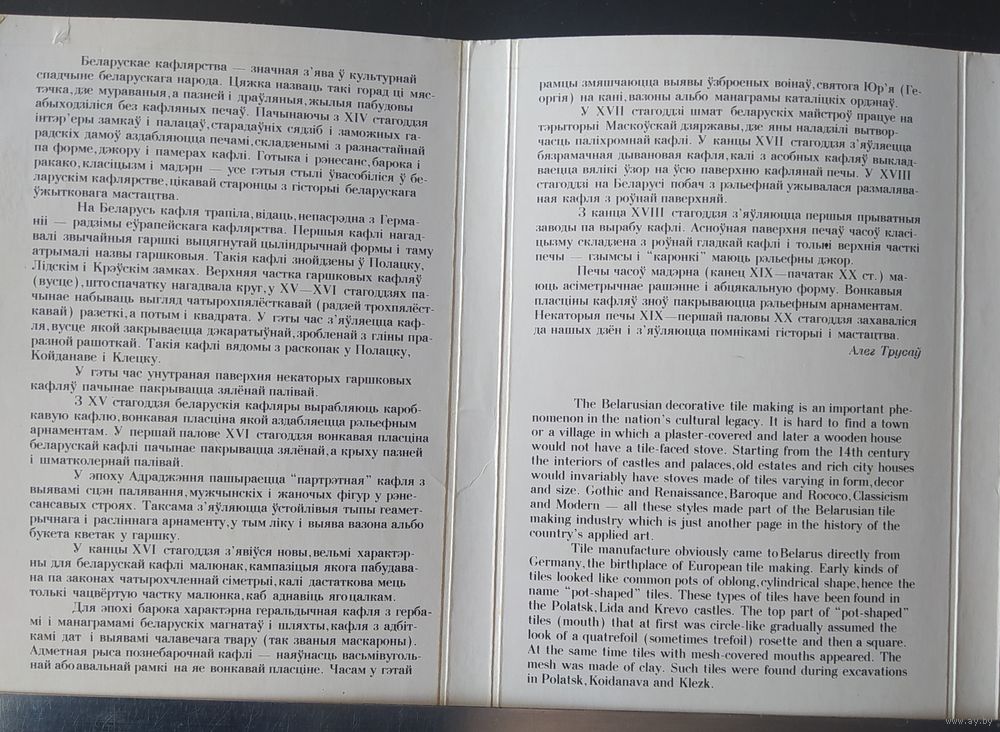 Беларускае кафлярства — значная з’ява ў культурнай
спадчыне беларускага народа. Цяжка назваць такі горад ці мяс-
тэчка, дзе мураваныя, а пазней і драўляныя, жылыя пабудовы
абыходзіліся без кафляных печаў. Пачынаючы з XIV стагоддзя
інтэр’еры замкаў і палацаў, старадаўніх сядзіб і заможных га-
радскіх дамоў аздабляюцца печамі, складзенымі з разнастайнай
па форме, дэкору і памерах кафлі. Готыка і рэнесанс, барока і
ракако, класіцызм і мадэрн — усе гэтыя стылі ўвасобіліся ў бе-
ларускім кафлярстве, цікавай старонцы з гісторыі беларускага
ўжытковага мастацтва.
На Беларусь кафля трапіла, відаць, непасрэдна з Герма-
ніі — радзімы еўрапейскага кафлярства. Першыя кафлі нагад-
валі звычайныя гаршкі выцягнутай цыліндрычнай формы і таму
атрымалі назвы гаршковыя. Такія кафлі знойдзены ў Полацку,
Лідскім і Крэўскім замках. Верхняя частка гаршковых кафляў
(вусце), што спачатку нагадвала круг, у XV—XVI стагоддзях па-
чынае набываць выгляд чатырохпялёсткавай (радзей трохпялёст-
кавай) разеткі, а потым і квадрата. У гэты час з’яўляецца каф-
ля, вусце якой закрываецца дэкаратыўнай, зробленай з гліны пра-
разной рашоткай. Такія кафлі вядомы з раскопак у Полацку,
Койданаве і Клецку.
У гэты час унутраная паверхня некаторых гаршковых
кафляў пачынае пакрывацца зялёнай палівай.
З XV стагоддзя беларускія кафляры вырабляюць кароб-
кавую кафлю, вонкавая пласціна якой аздабляецца рэльефным
арнаментам. У першай палове XVI стагоддзя вонкавая пласціна
беларускай кафлі пачынае пакрывацца зялёнай, а крыху пазней
і шматколернай палівай.
У эпоху Адраджэння пашыраецца “партрэтная” кафля з
выявамі сцэн палявання, мужчынскіх і жаночых фігур у рэне-
сансавых строях. Таксама з’яўляюцца ўстойлівыя тыпы геамет-
рычнага і расліннага арнаменту, у тым ліку і выява вазона альбо
букета кветак у гаршку.
У канцы XVI стагоддзя з’явіўся новы, вельмі характэр-
ны для беларускай кафлі малюнак, кампазіцыя якога пабудава-
на па законах чатырохчленнай сіметрыі, калі дастаткова мець
толькі чацвёртую частку малюнка, каб аднавіць яго цалкам.
Для эпохі барока характэрна геральдычная кафля з герба-
мі і манаграмамі беларускіх магнатаў і шляхты, кафля з адбіт-
камі дат і выявамі чалавечага твару (так званыя маскароны).
Адметная рыса познебарочнай кафлі — наяўнасць васьмівуголь-
най або авальнай рамкі на яе вонкавай пласціне. Часам у гэтай
рамцы змяшчаюцца выявы ўзброеных воінаў, святога Юр’я (Ге-
оргія) на кані, вазоны альбо манаграмы каталіцкіх ордэнаў.
У XVII стагоддзі шмат беларускіх майстроў працуе на
тэрыторыі Маскоўскай дзяржавы, дзе яны наладзілі вытвор-
часць паліхромнай кафлі. У канцы XVII стагоддзя з’яўляецца
бязрамачная дывановая кафля, калі з асобных кафляў выклад-
ваецца вялікі ўзор на ўсю паверхню кафлянай печы. У XVIII
стагоддзі на Беларусі побач з рэльефнай ужывалася размалява-
ная кафля з роўнай паверхняй.
З канца XVIII стагоддзя з’яўляюцца першыя прыватныя
заводы па вырабу кафлі. Асноўная паверхня печаў часоў класі-
цызму складзена з роўнай гладкай кафлі і толькі верхнія часткі
печы — гзымсы і “каронкі” маюць рэльефны дэкор.
Печы часоў мадэрна (канец XIX—пачатак XX ст.) ма-
юць асіметрычнае рашэнне і абцякальную форму. Вонкавыя
пласціны кафляў зноў пакрываюцца рэльефным арнаментам.
Некаторыя печы XIX—першай паловы XX стагоддзя захаваліся
да нашых дзён і з’яўляюцца помнікамі гісторыі і мастацтва.
Алег Трусаў
The Belarusian decorative tile making is an important phe-
nomenon in the nation’s cultural legacy. It is hard to find a town
or a village in which a plaster-covered and later a wooden house
would not have a tile-faced stove. Starting from the 14th century
the interiors of castles and palaces, old estates and rich city houses
would invariably have stoves made of tiles varying in form, decor
and size. Gothic and Renaissance, Baroque and Rococo, Classicism
and Modern — all these styles made part of the Belarusian tile
making industry which is just another page in the history of the
country’s applied art.
Tile manufacture obviously came to Belarus directly from
Germany, the birthplace of European tile making. Early kinds of
tiles looked like common pots of oblong, cylindrical shape, hence the
name “pot-shaped” tiles. These types of tiles have been found in
the Polatsk, Lida and Krevo castles. The top part of “pot-shaped”
tiles (mouth) that at first was circle-like gradually assumed the
look of a quatrefoil (sometimes trefoil) rosette and then a square.
At the same time tiles with mesh-covered mouths appeared. The
mesh was made of clay. Such tiles were found during excavations
in Polatsk, Koidanava and Klezk.
www.ay.by